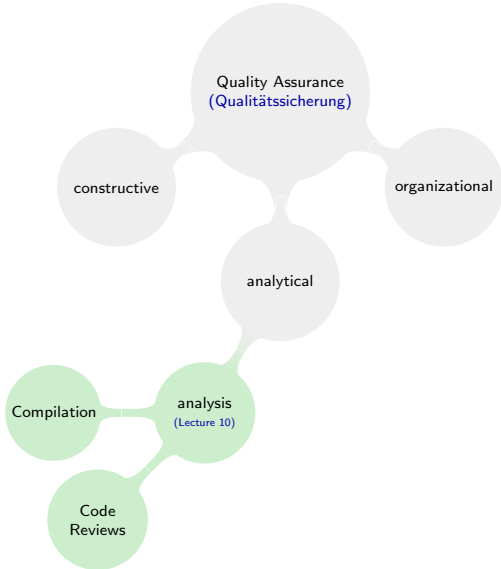 Quality Assurance
(Qualitätssicherung)
constructive
organizational
analytical
analysis
(Lecture 10)
Compilation
Code
Reviews